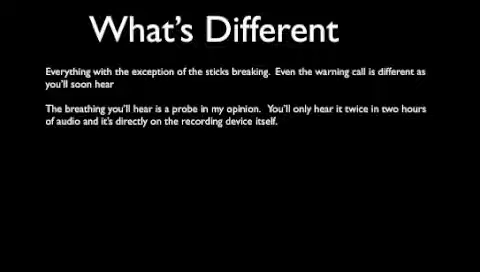 What's Different
Everything with the exception of the sticks breaking.  Even the warning call is different as
you'll soon hear
The breathing you'll hear is a probe in my opinion.  You'll only hear it twice in two hours
of audio and it's directly on the recording device itself.